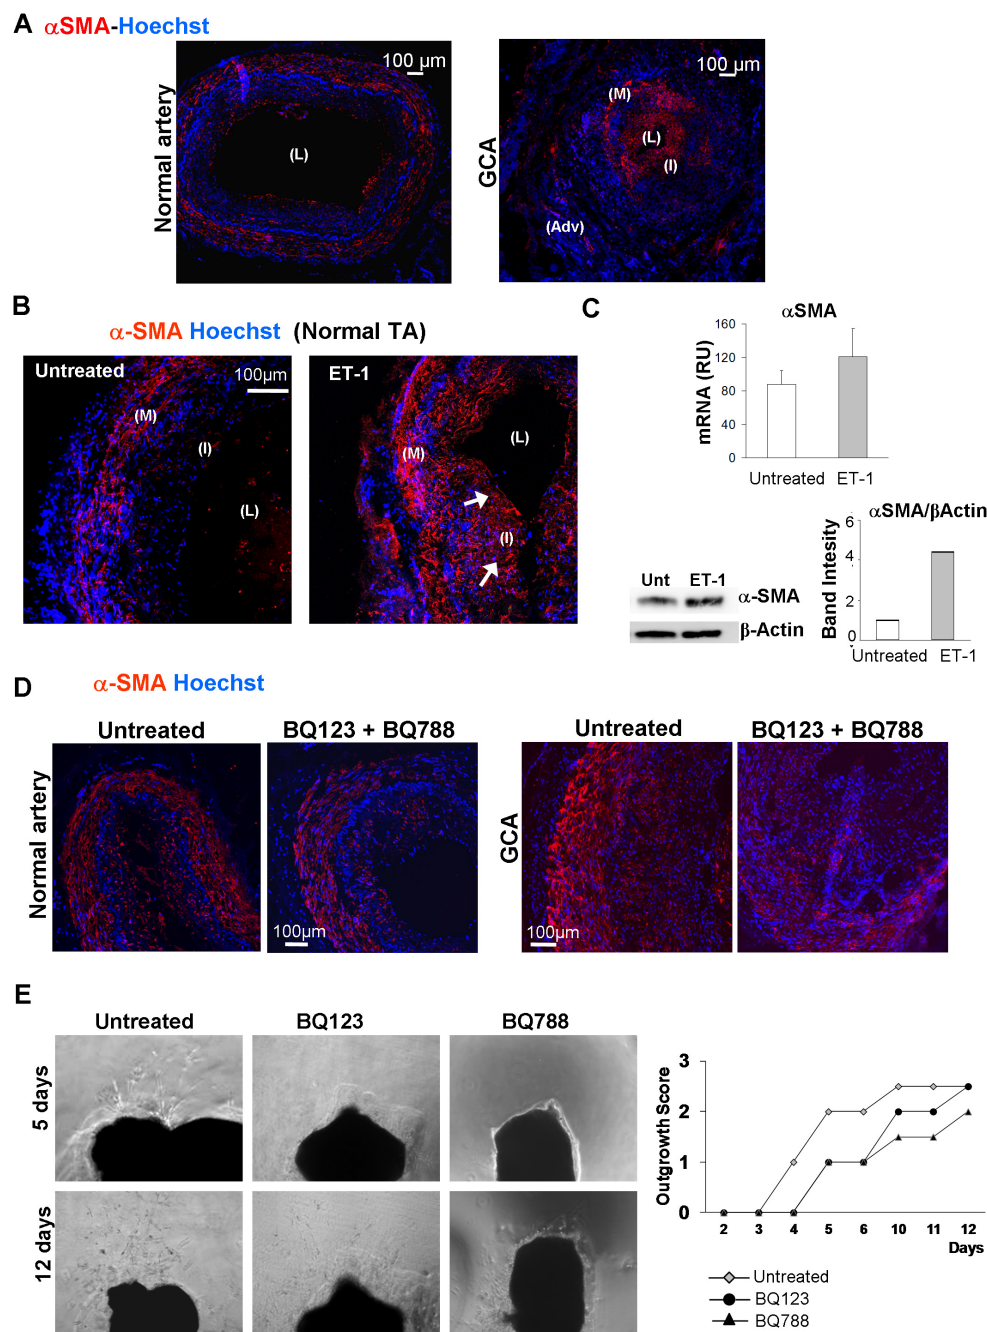 A αSMA-Hoechst
Normal artery
100 µm
(L)
GCA
100 µm
(M)
(L)
(I)
(Adv)
B
α-SMA Hoechst (Normal TA)
Untreated
100µm
(M)
(I)
(L)
ET-1
(L)
(M)
(I)
C
αSMA
mRNA (RU)
160
120
80
40
0
Untreated ET-1
αSMA/βActin
Band Intesity
6
4
2
0
Untreated ET-1
Unt ET-1
α-SMA
β-Actin
D
α-SMA Hoechst
Untreated BQ123 + BQ788
Normal artery
100µm
Untreated BQ123 + BQ788
GCA
100µm
E
Untreated BQ123 BQ788
5 days
12 days
Outgrowth Score
3
2
1
0
2 3 4 5 6 10 11 12
Days
Untreated
BQ123
BQ788